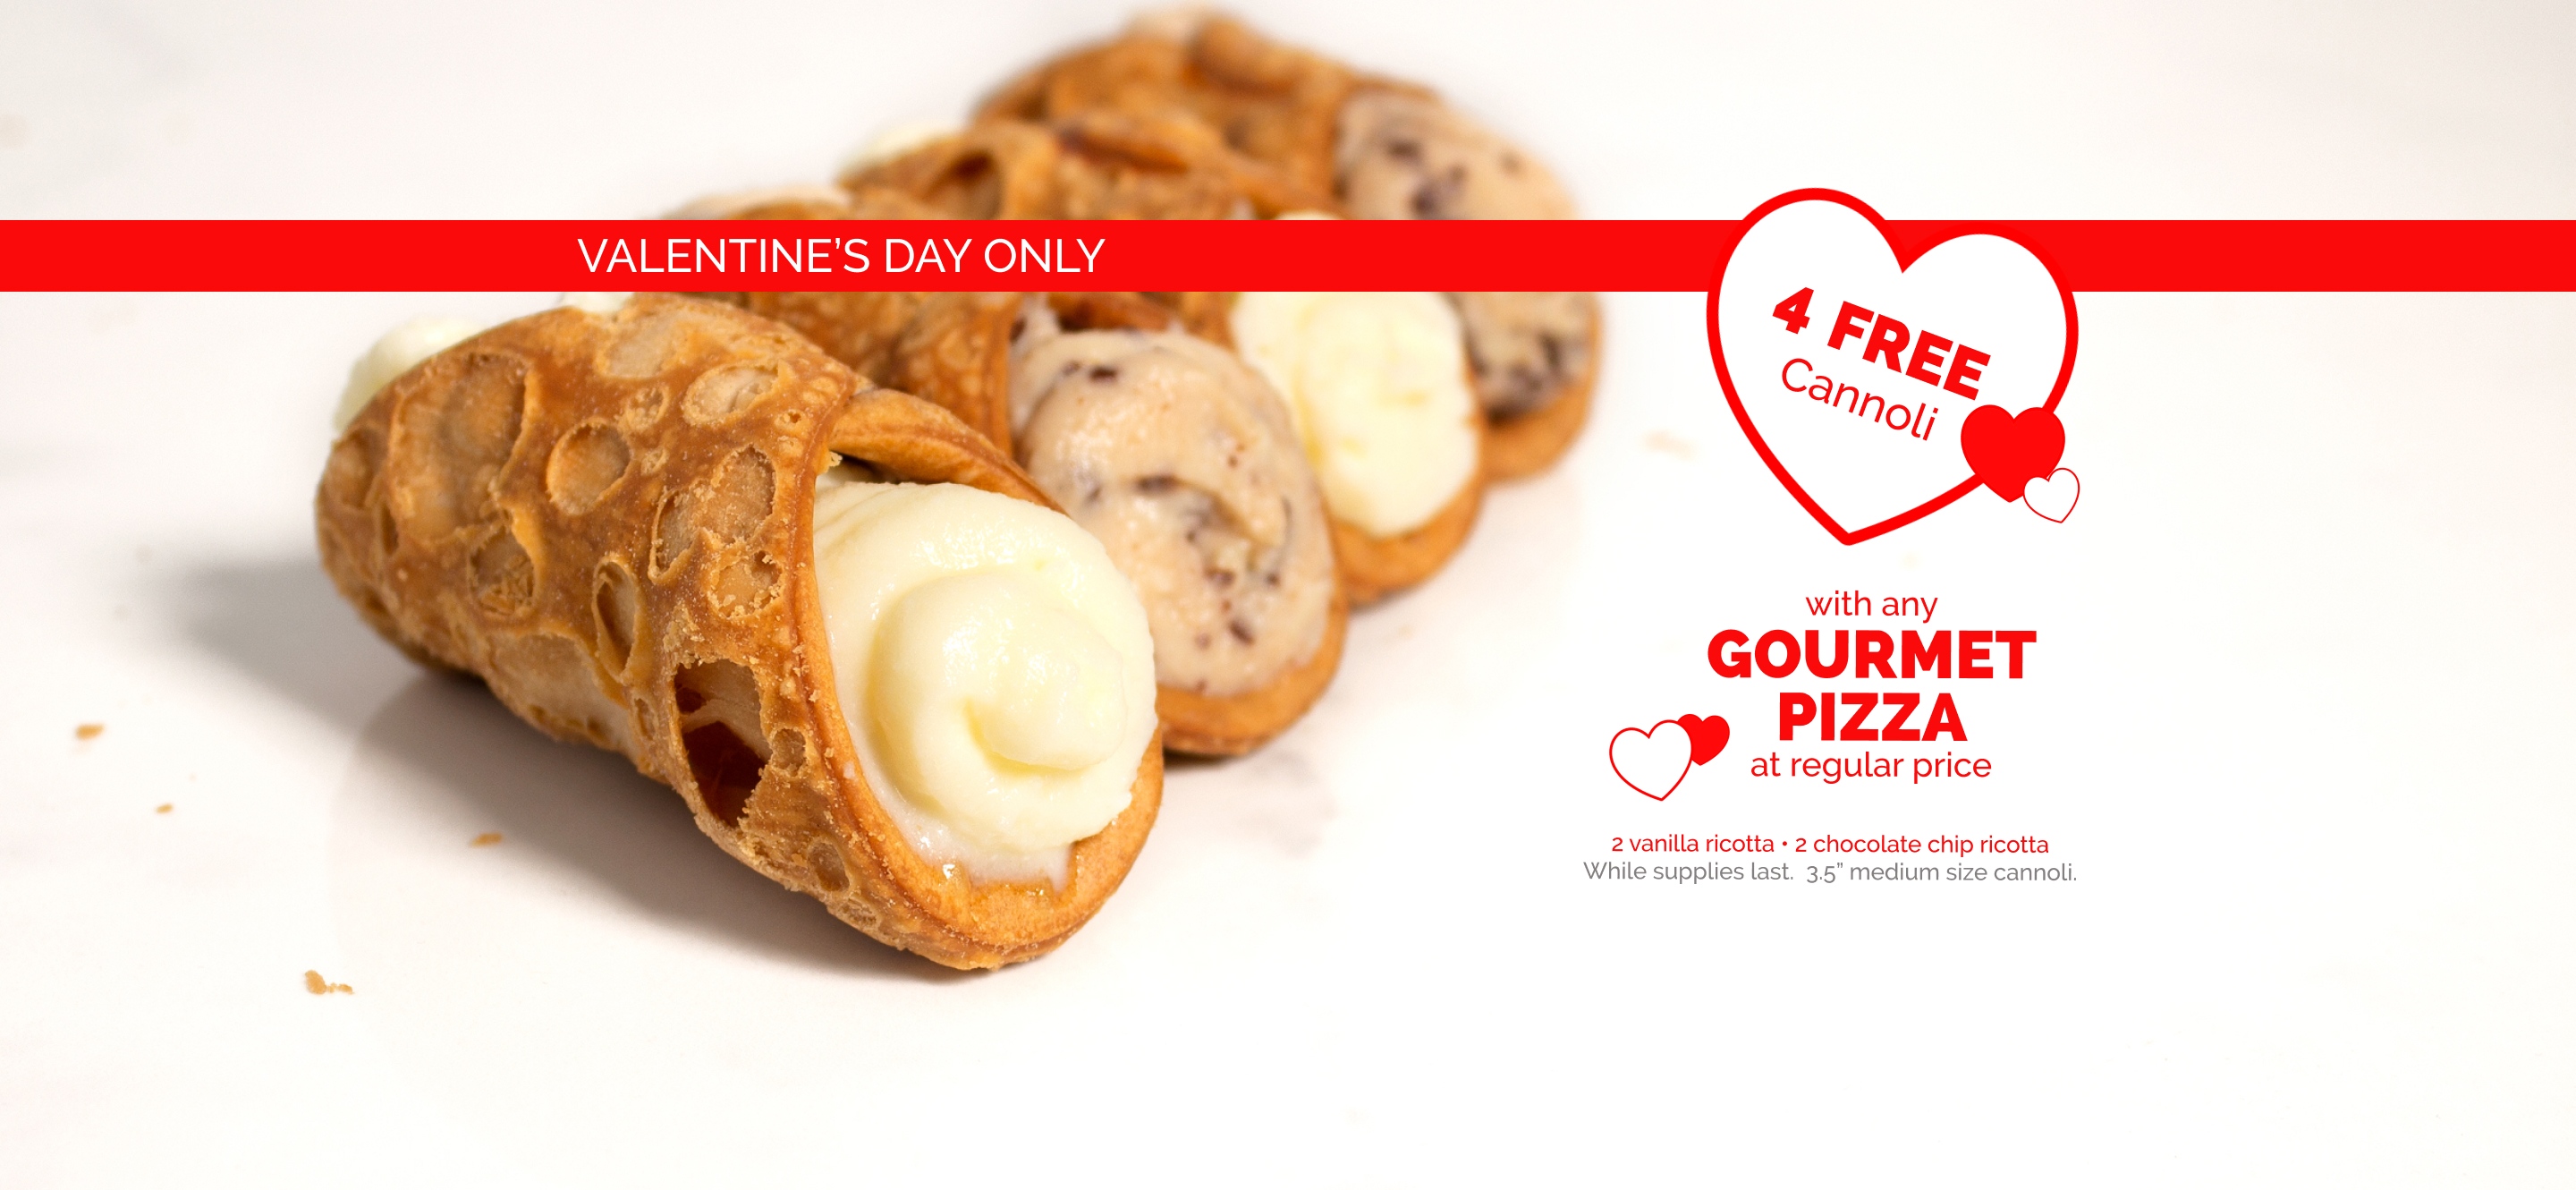 VALENTINE’S DAY ONLY
4 FREE
Cannoli
with any
GOURMET
PIZZA
at regular price
2 vanilla ricotta • 2 chocolate chip ricotta
While supplies last. 3.5” medium size cannoli.